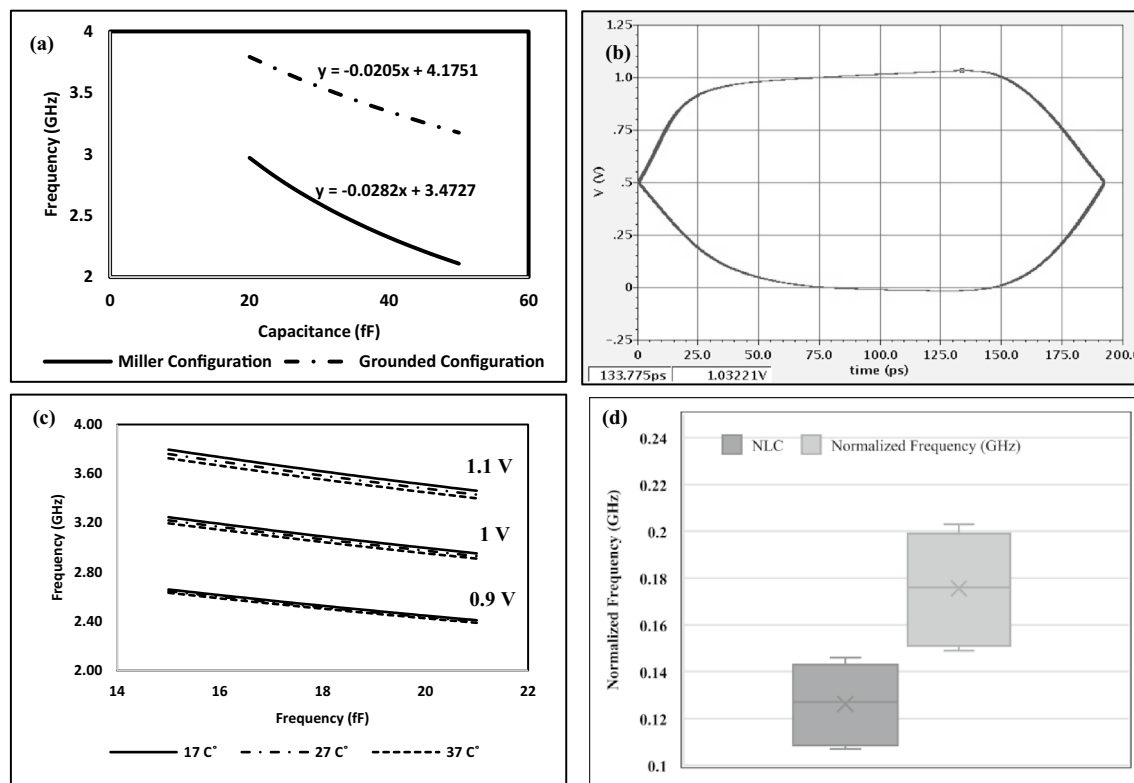 (a)
4
3.5
3
2.5
2
Frequency (GHz)
y = -0.0205x + 4.1751
y = -0.0282x + 3.4727
0 20 40 60
Capacitance (fF)
Miller Configuration Grounded Configuration
(b)
1.25
1.0
.75
.5
.25
0
-.25
V (V)
0 25.0 50.0 75.0 100.0 125.0 150.0 175.0 200.0
time (ps)
133.775ps 1.03221V
(c)
4.00
3.60
3.20
2.80
2.40
2.00
Frequency (GHz)
1.1 V
1 V
0.9 V
14 16 18 20 22
Frequency (fF)
17 C° 27 C° 37 C°
(d)
0.24
0.22
0.2
0.18
0.16
0.14
0.12
0.1
Normalized Frequency (GHz)
NLC Normalized Frequency (GHz)